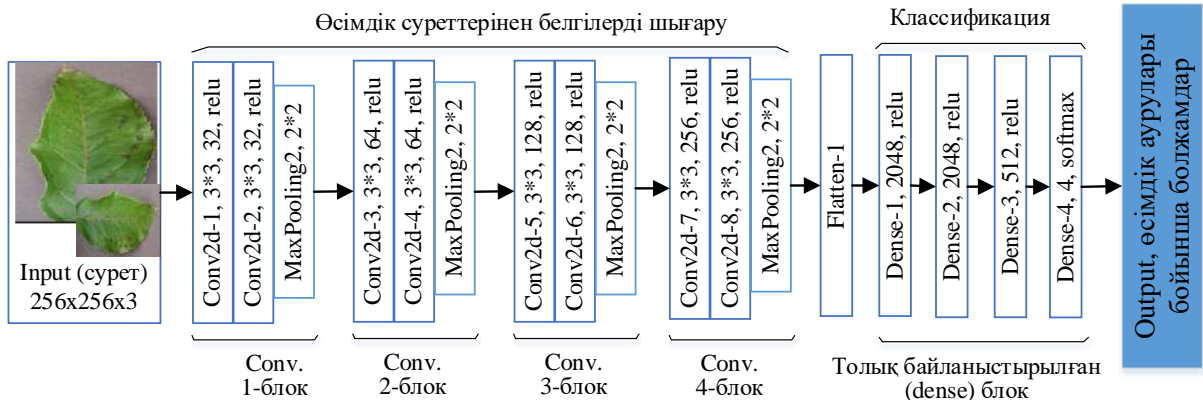 Өсімдік суреттерінен белгілерді шығару
Классификация
Input (сурет)
256x256x3
Conv2d-1, 3*3, 32, relu
Conv2d-2, 3*3, 32, relu
MaxPooling2, 2*2
Conv2d-3, 3*3, 64, relu
Conv2d-4, 3*3, 64, relu
MaxPooling2, 2*2
Conv2d-5, 3*3, 128, relu
Conv2d-6, 3*3, 128, relu
MaxPooling2, 2*2
Conv2d-7, 3*3, 256, relu
Conv2d-8, 3*3, 256, relu
MaxPooling2, 2*2
Flatten-1
Dense-1, 2048, relu
Dense-2, 2048, relu
Dense-3, 512, relu
Dense-4, 4, softmax
Output, өсімдік аурулары
бойынша болжамдар
Conv.
1-блок
Conv.
2-блок
Conv.
3-блок
Conv.
4-блок
Толық байланыстырылған
(dense) блок